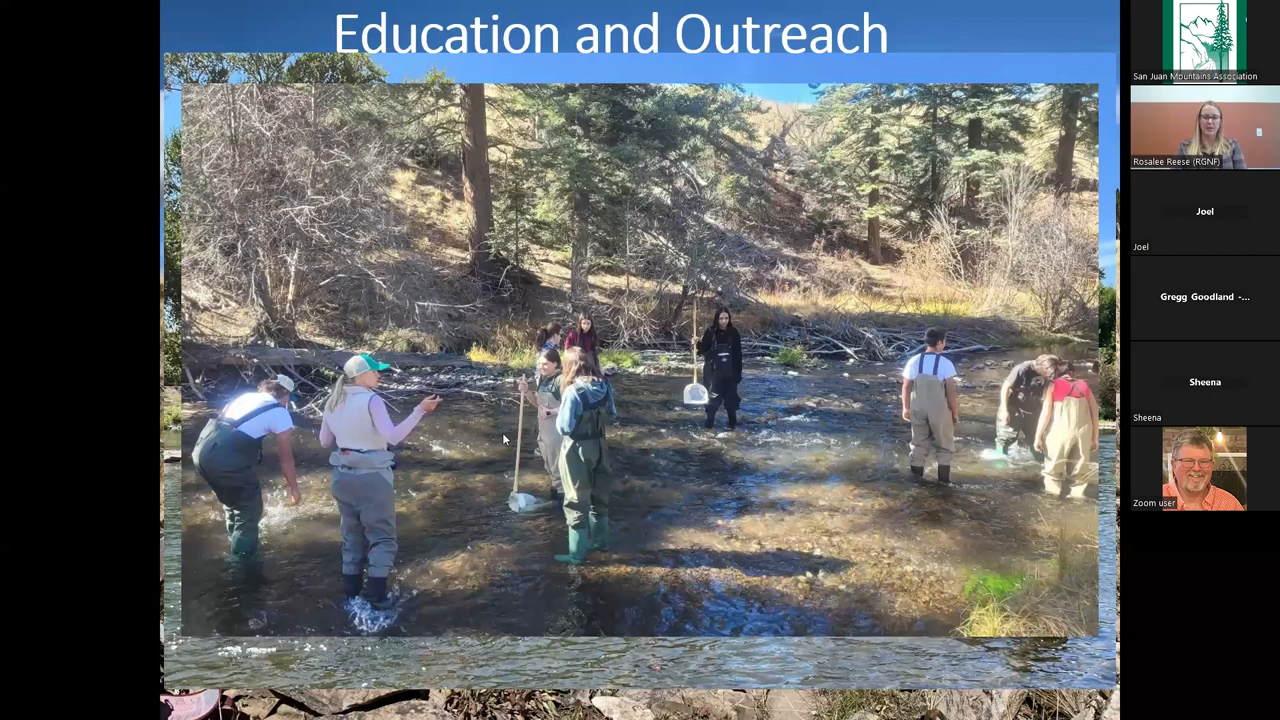 Education and Outreach
San Juan Mountains Association
Rosalee Reese (RGNF)
Joel
Joel
Gregg Goodland -...
Sheena
Sheena
Zoom user